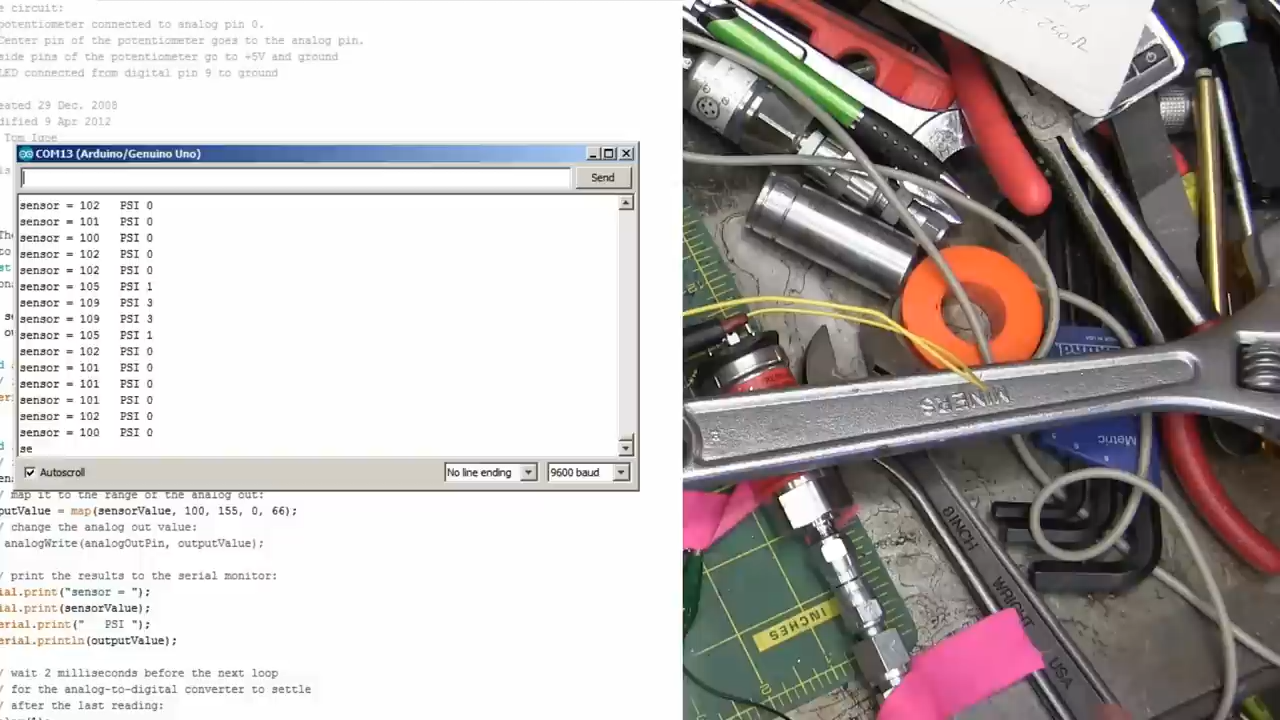 e circuit:
potentiometer connected to analog pin 0.
Center pin of the potentiometer goes to the analog pin.
side pins of the potentiometer go to +5V and ground
LED connected from digital pin 9 to ground
eated 29 Dec. 2008
dified 9 Apr 2012
Tom Igoe
COM13 (Arduino/Genuino Uno)
Send
sensor = 102 PSI 0
sensor = 101 PSI 0
sensor = 100 PSI 0
sensor = 102 PSI 0
sensor = 102 PSI 0
sensor = 105 PSI 1
sensor = 109 PSI 3
sensor = 109 PSI 3
sensor = 105 PSI 1
sensor = 102 PSI 0
sensor = 101 PSI 0
sensor = 101 PSI 0
sensor = 101 PSI 0
sensor = 102 PSI 0
sensor = 100 PSI 0
se
Autoscroll
No line ending
9600 baud
/ map it to the range of the analog out:
putValue = map(sensorValue, 100, 155, 0, 66);
/ change the analog out value:
analogWrite(analogOutPin, outputValue);
/ print the results to the serial monitor:
ial.print("sensor = ");
ial.print(sensorValue);
erial.print("   PSI ");
erial.println(outputValue);
/ wait 2 milliseconds before the next loop
/ for the analog-to-digital converter to settle
/ after the last reading:
MINERS
Metric
8INCH
WRIGHT
USA
INCHES